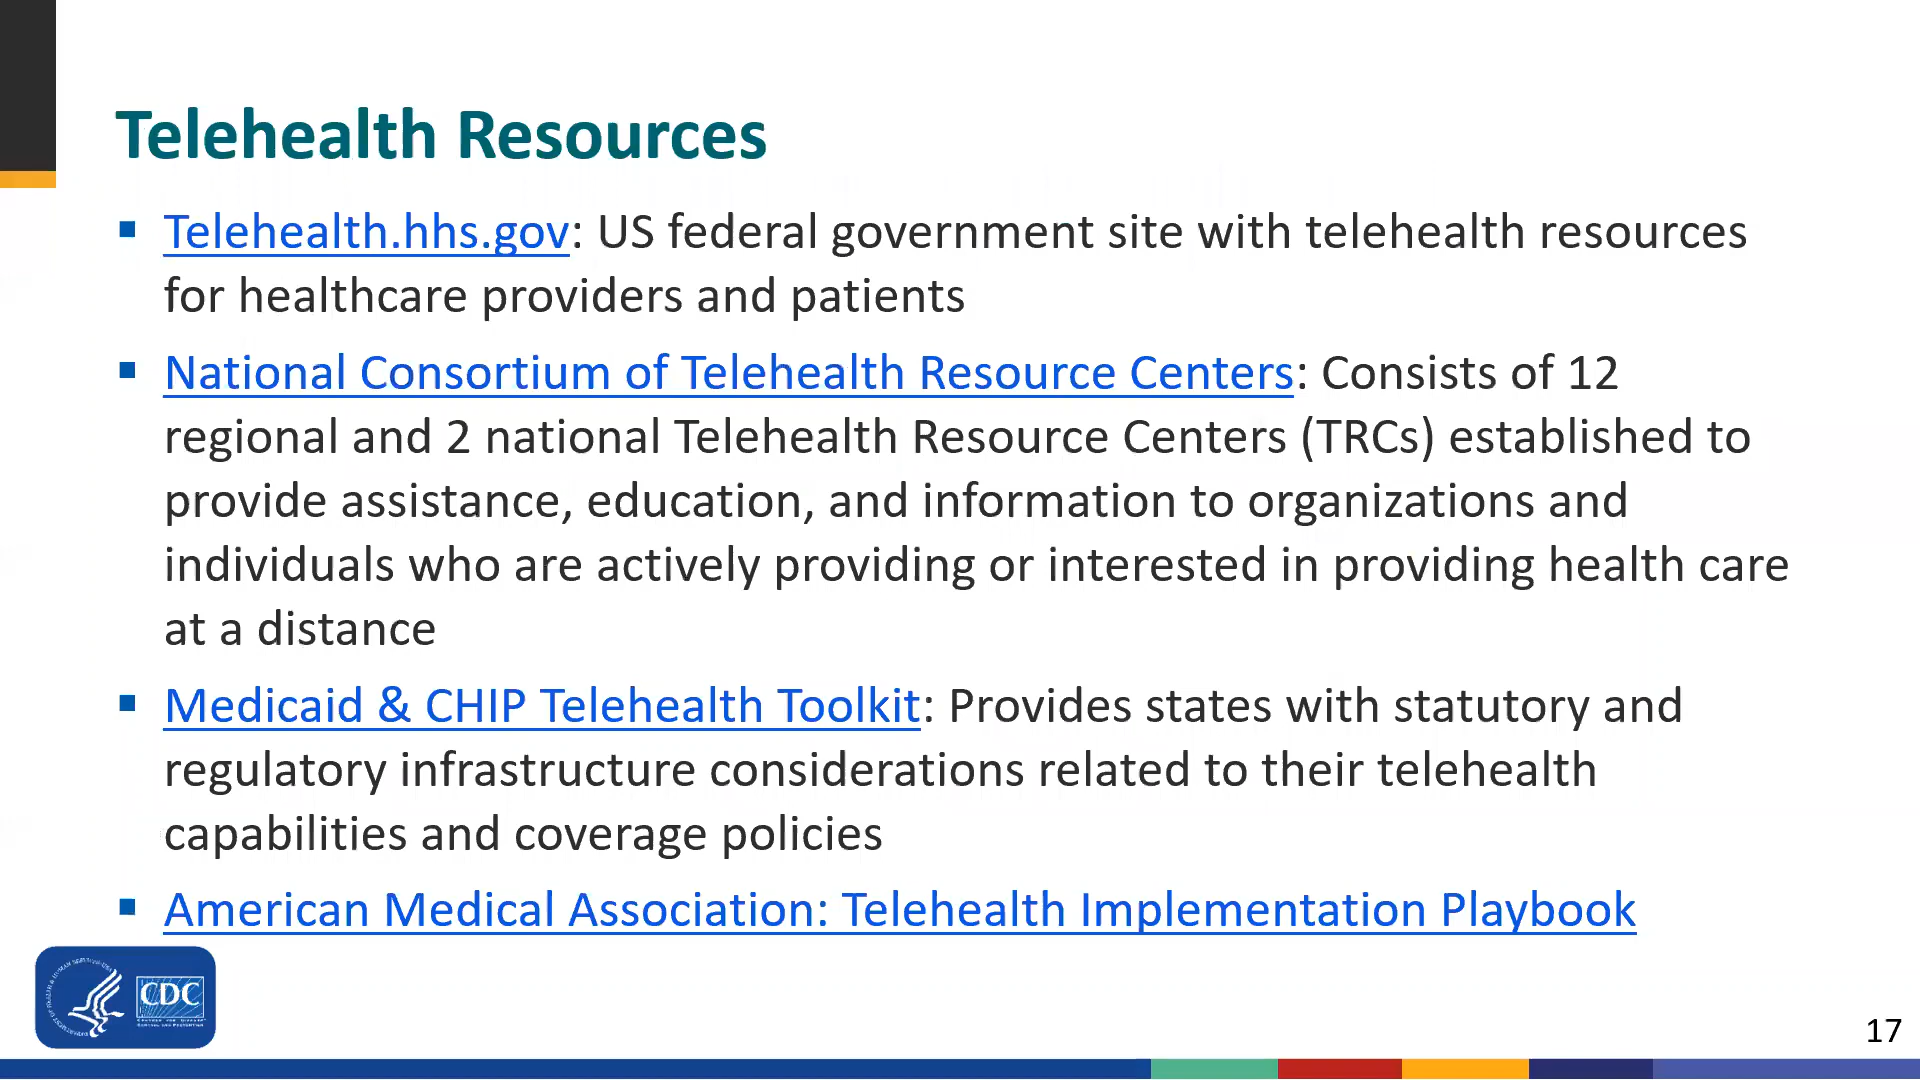 Telehealth Resources
▪ Telehealth.hhs.gov: US federal government site with telehealth resources
for healthcare providers and patients
▪ National Consortium of Telehealth Resource Centers: Consists of 12
regional and 2 national Telehealth Resource Centers (TRCs) established to
provide assistance, education, and information to organizations and
individuals who are actively providing or interested in providing health care
at a distance
▪ Medicaid & CHIP Telehealth Toolkit: Provides states with statutory and
regulatory infrastructure considerations related to their telehealth
capabilities and coverage policies
▪ American Medical Association: Telehealth Implementation Playbook
CDC
17